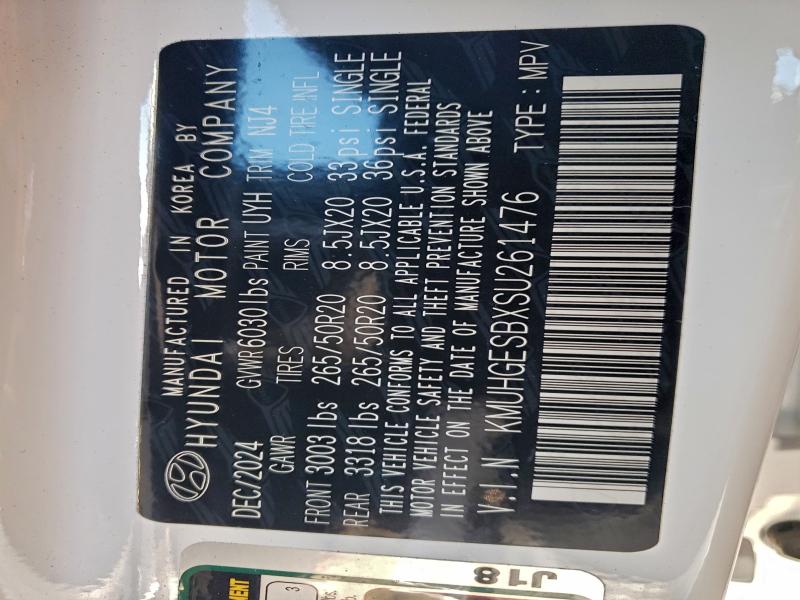 MANUFACTURED IN KOREA BY
HYUNDAI MOTOR COMPANY
DEC/2024 GVWR6030lbs PAINT UYH TRIM NJ4
GAWR TIRES RIMS COLD TIRE INFL
FRONT 3003 lbs 265/50R20 8.5JX20 33psi SINGLE
REAR 3318 lbs 265/50R20 8.5JX20 36psi SINGLE
THIS VEHICLE CONFORMS TO ALL APPLICABLE U.S.A. FEDERAL
MOTOR VEHICLE SAFETY AND THEFT PREVENTION STANDARDS
IN EFFECT ON THE DATE OF MANUFACTURE SHOWN ABOVE
V.I.N KMUHGESBXSU261476 TYPE : MPV
J18
3